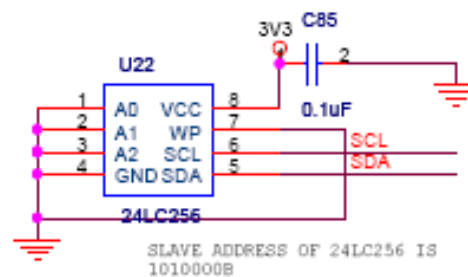 C85
3V3
U22
2
1 A0 VCC 8
2 A1 WP 7
3 A2 SCL 6 SCL
4 GND SDA 5 SDA
0.1uF
24LC256
SLAVE ADDRESS OF 24LC256 IS
1010000B